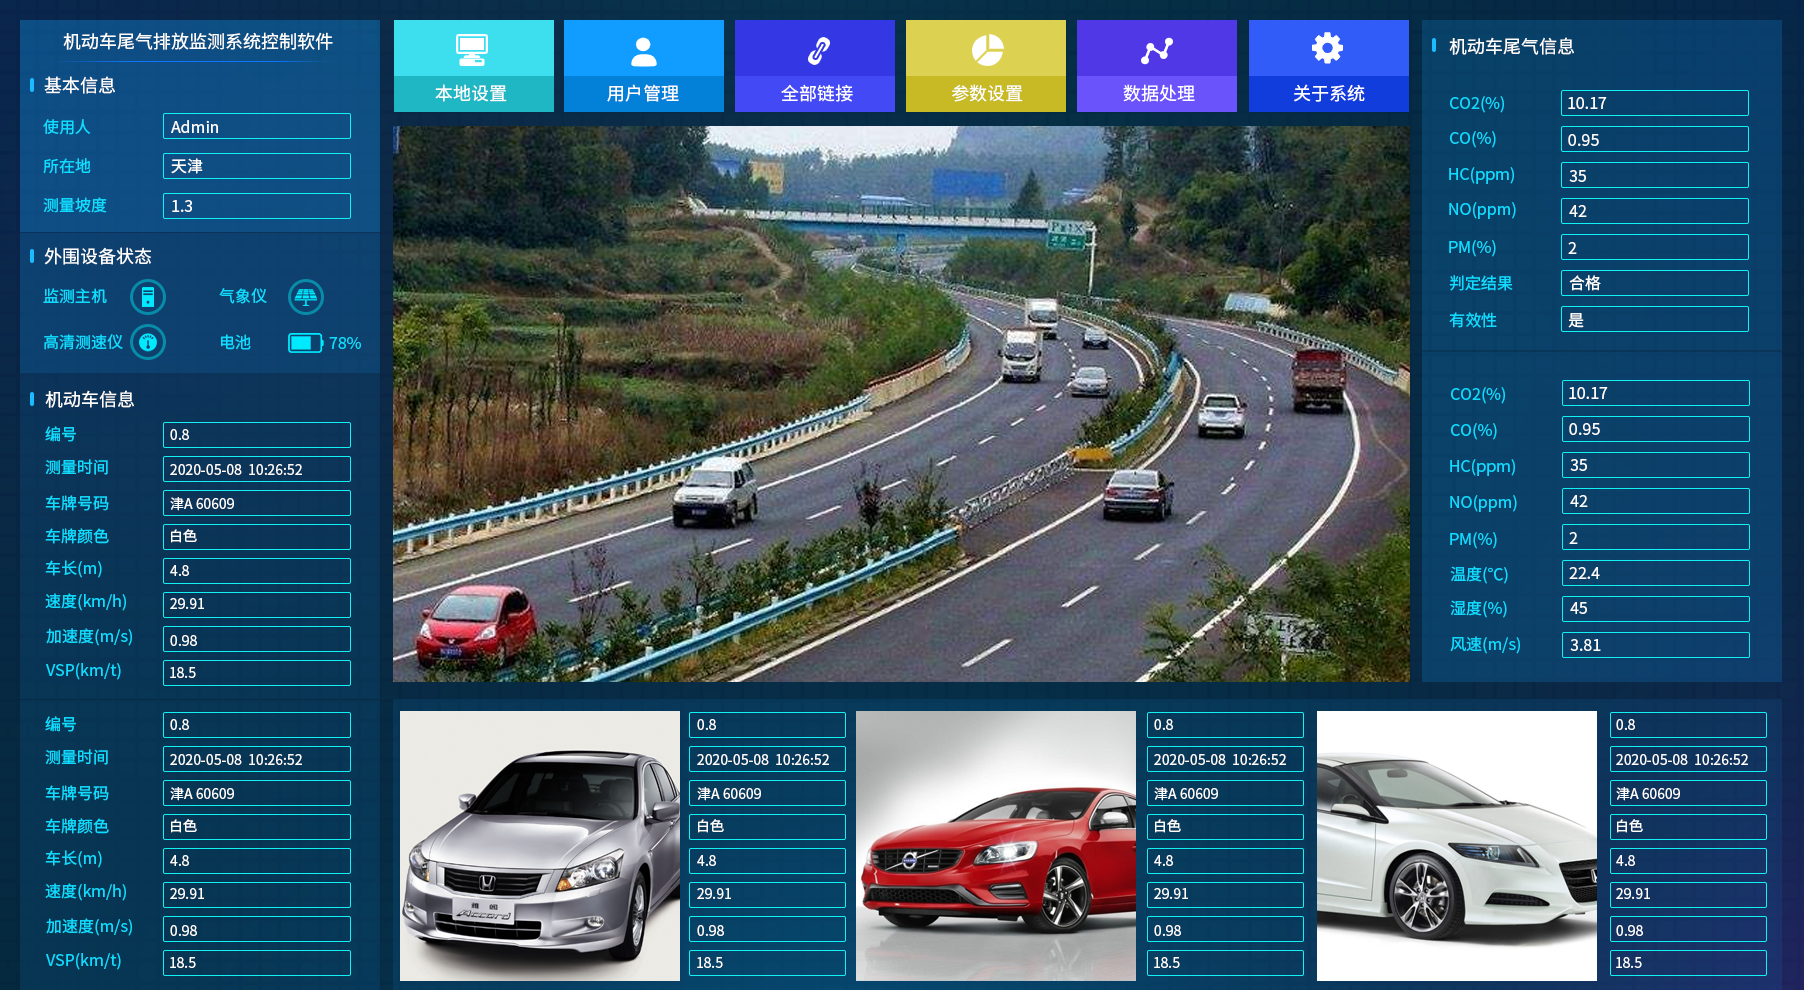 机动车尾气排放监测系统控制软件
基本信息
使用人 Admin
所在地 天津
测量坡度 1.3
外围设备状态
监测主机 气象仪
高清测速仪 电池 78%
机动车信息
编号 0.8
测量时间 2020-05-08 10:26:52
车牌号码 津A 60609
车牌颜色 白色
车长(m) 4.8
速度(km/h) 29.91
加速度(m/s) 0.98
VSP(km/t) 18.5
编号 0.8
测量时间 2020-05-08 10:26:52
车牌号码 津A 60609
车牌颜色 白色
车长(m) 4.8
速度(km/h) 29.91
加速度(m/s) 0.98
VSP(km/t) 18.5
本地设置
用户管理
全部链接
参数设置
数据处理
关于系统
Accord
0.8
2020-05-08 10:26:52
津A 60609
白色
4.8
29.91
0.98
18.5
0.8
2020-05-08 10:26:52
津A 60609
白色
4.8
29.91
0.98
18.5
0.8
2020-05-08 10:26:52
津A 60609
白色
4.8
29.91
0.98
18.5
机动车尾气信息
CO2(%) 10.17
CO(%) 0.95
HC(ppm) 35
NO(ppm) 42
PM(%) 2
判定结果 合格
有效性 是
CO2(%) 10.17
CO(%) 0.95
HC(ppm) 35
NO(ppm) 42
PM(%) 2
温度(℃) 22.4
湿度(%) 45
风速(m/s) 3.81